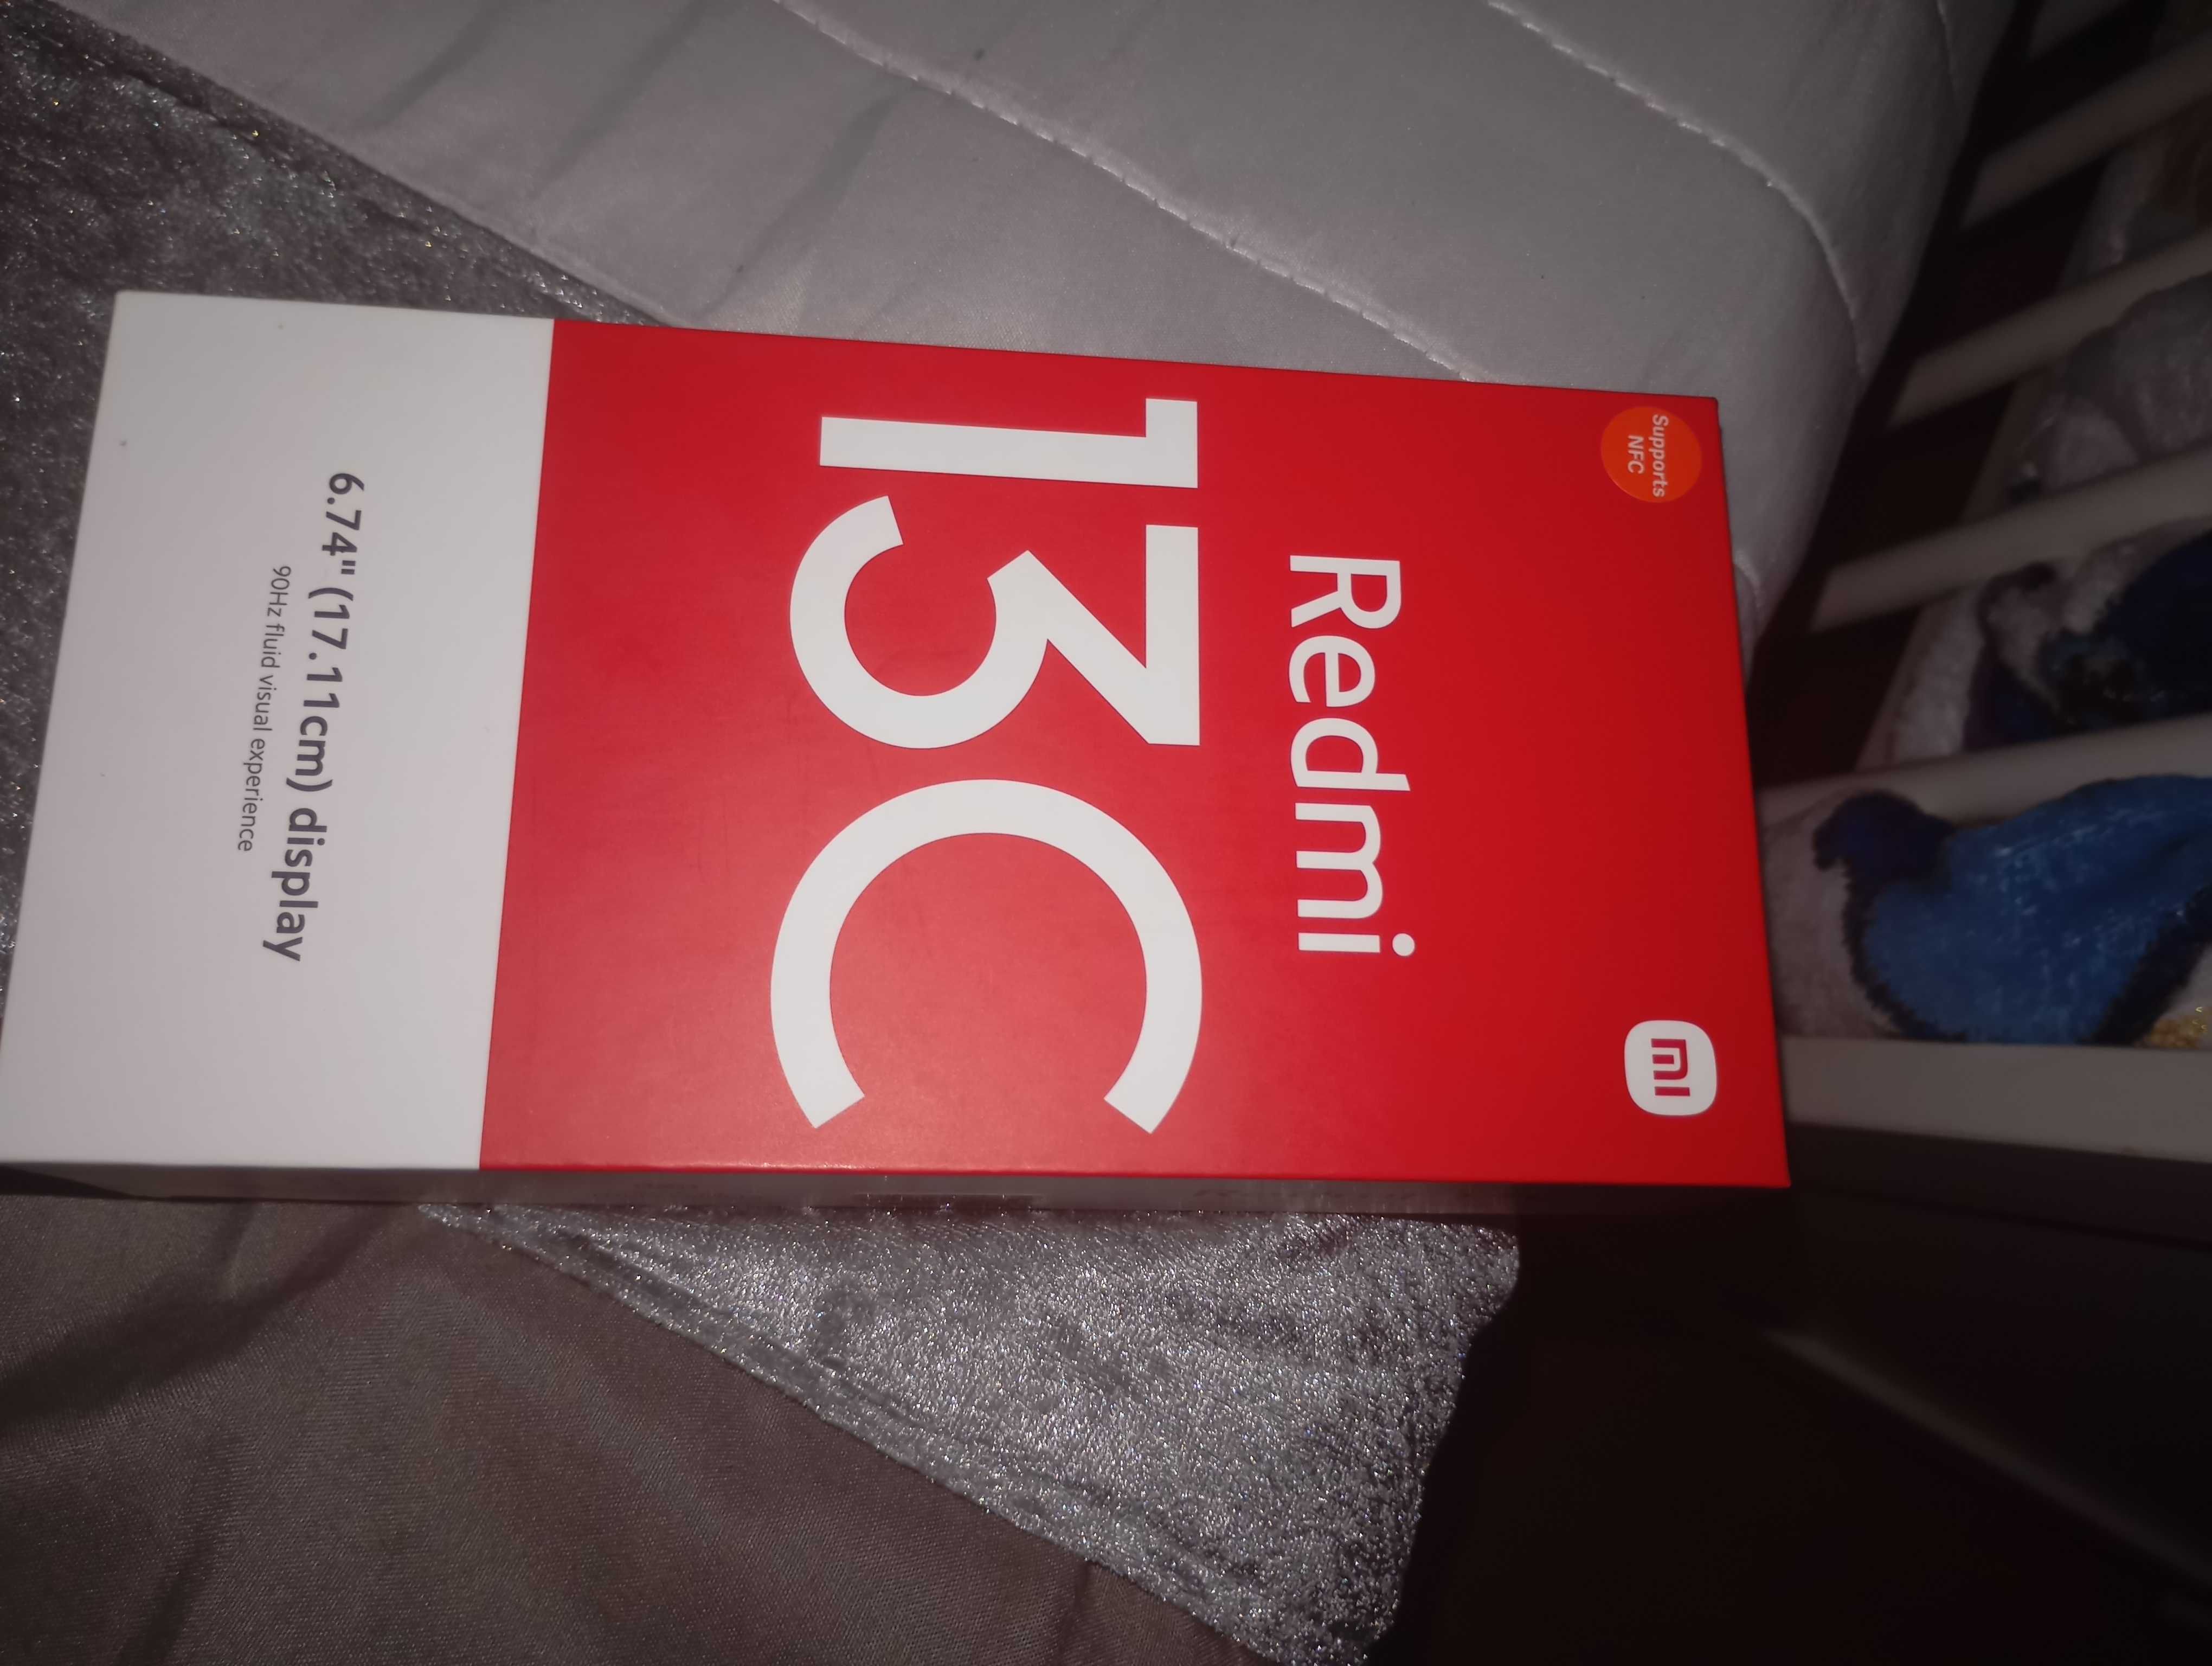 Supports
NFC
mi
Redmi
13C
6.74" (17.11cm) display
90Hz fluid visual experience